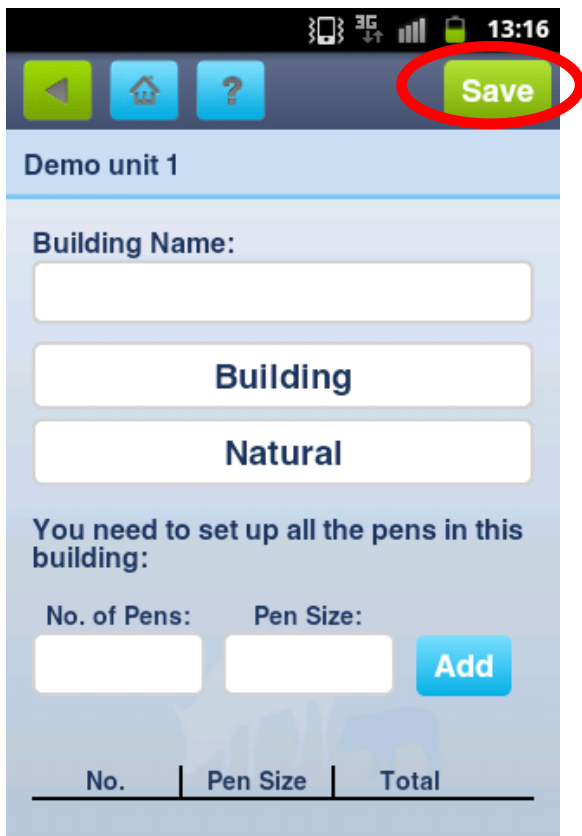 3G 13:16
? Save
Demo unit 1
Building Name:
Building
Natural
You need to set up all the pens in this
building:
No. of Pens: Pen Size:
Add
No. Pen Size Total